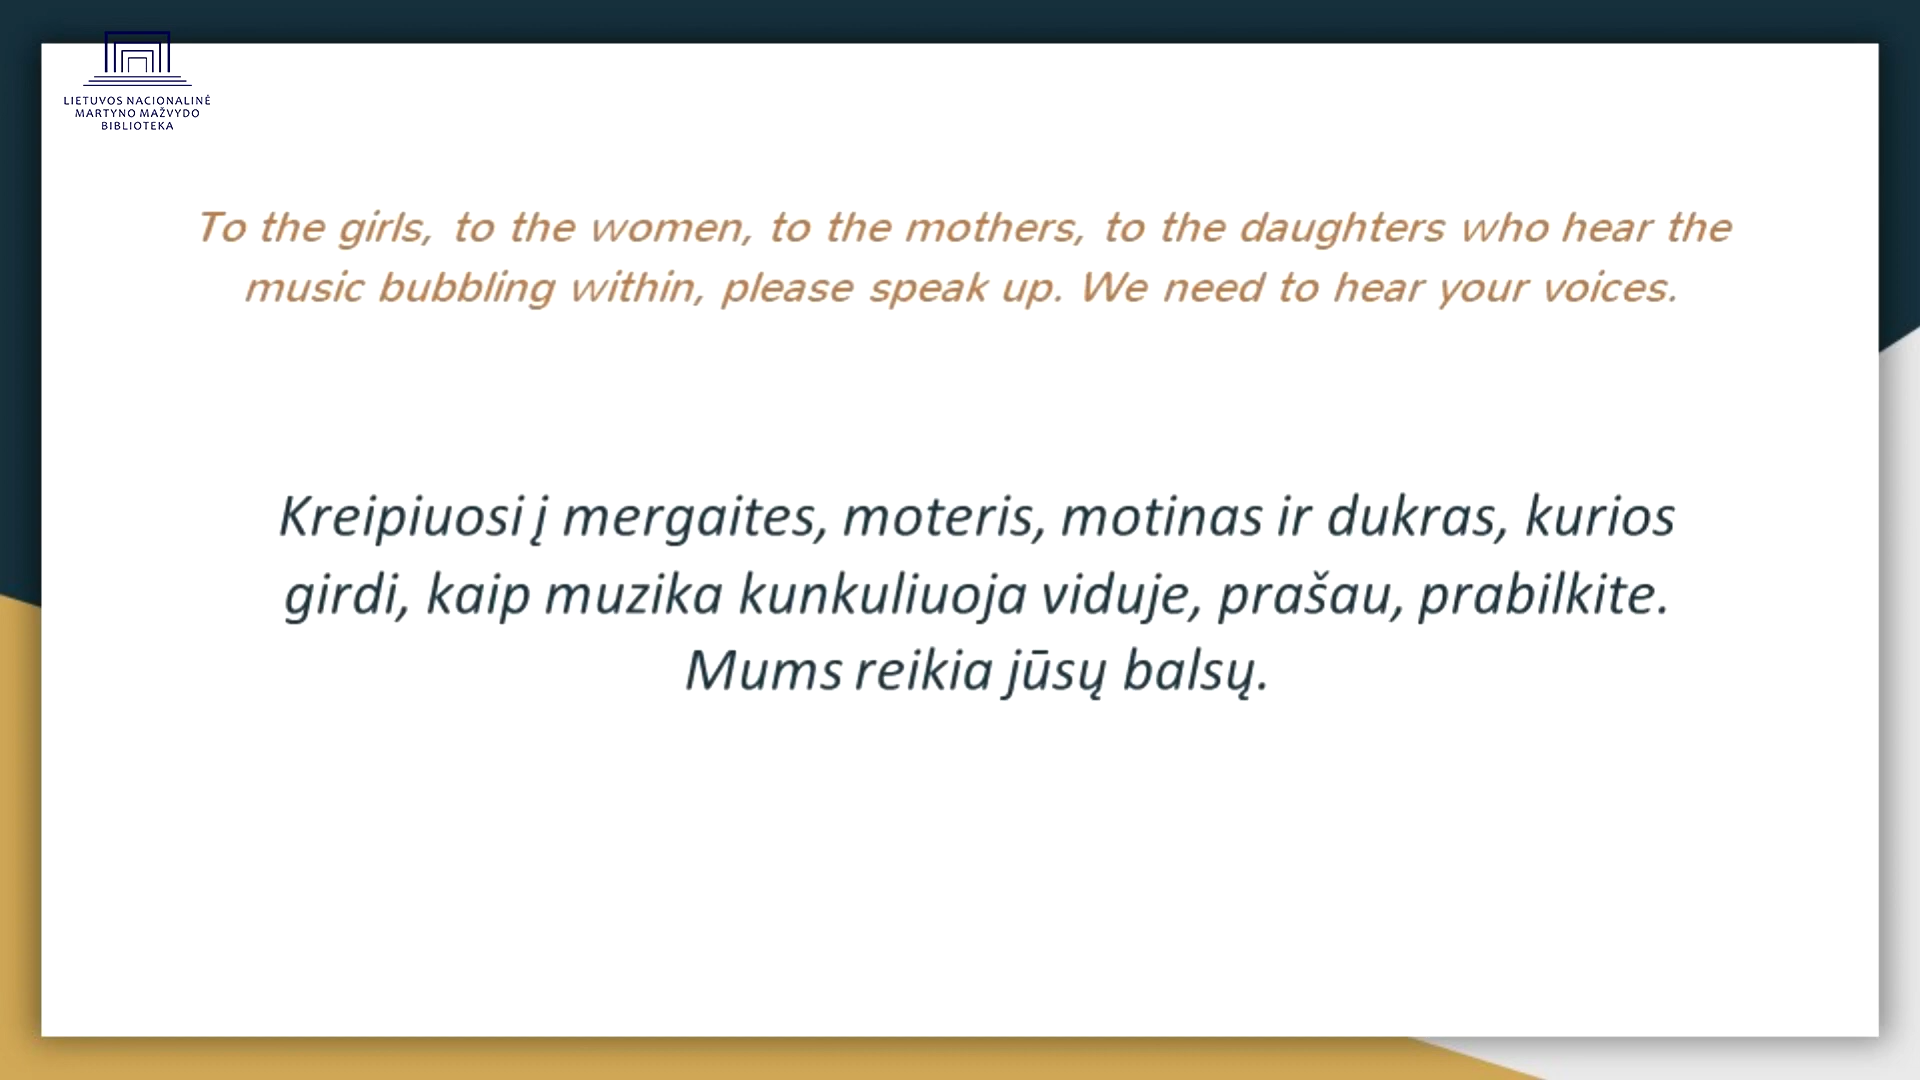 LIETUVOS NACIONALINĖ
MARTYNO MAŽVYDO
BIBLIOTEKA
To the girls, to the women, to the mothers, to the daughters who hear the
music bubbling within, please speak up. We need to hear your voices.
Kreipiuosi į mergaites, moteris, motinas ir dukras, kurios
girdi, kaip muzika kunkuliuoja viduje, prašau, prabilkite.
Mums reikia jūsų balsų.